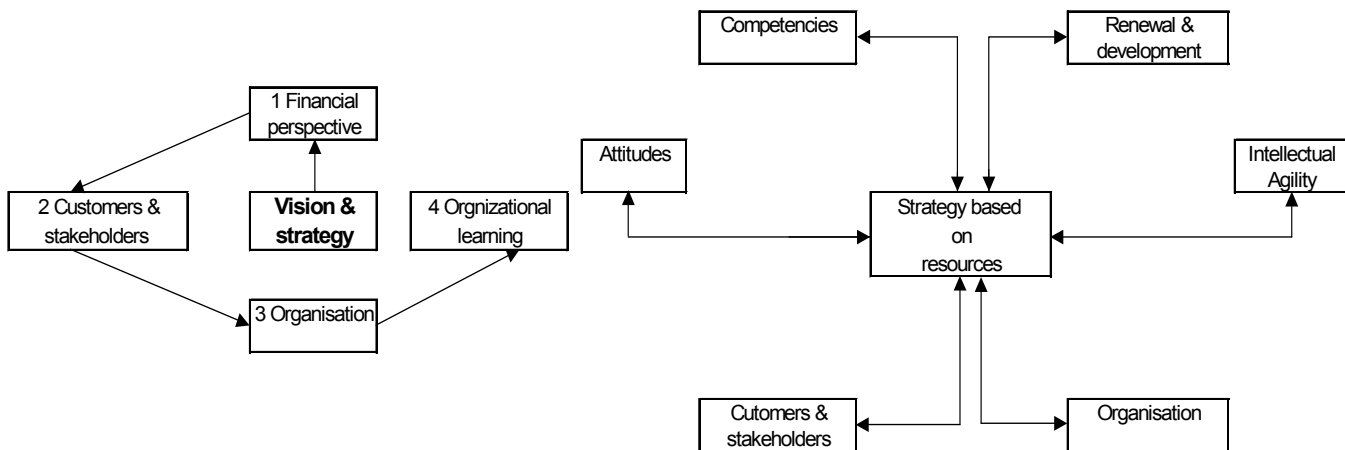 1 Financial
perspective
2 Customers &
stakeholders
Vision &
strategy
4 Orgnizational
learning
3 Organisation
Competencies
Renewal &
development
Attitudes
Intellectual
Agility
Strategy based
on
resources
Cutomers &
stakeholders
Organisation